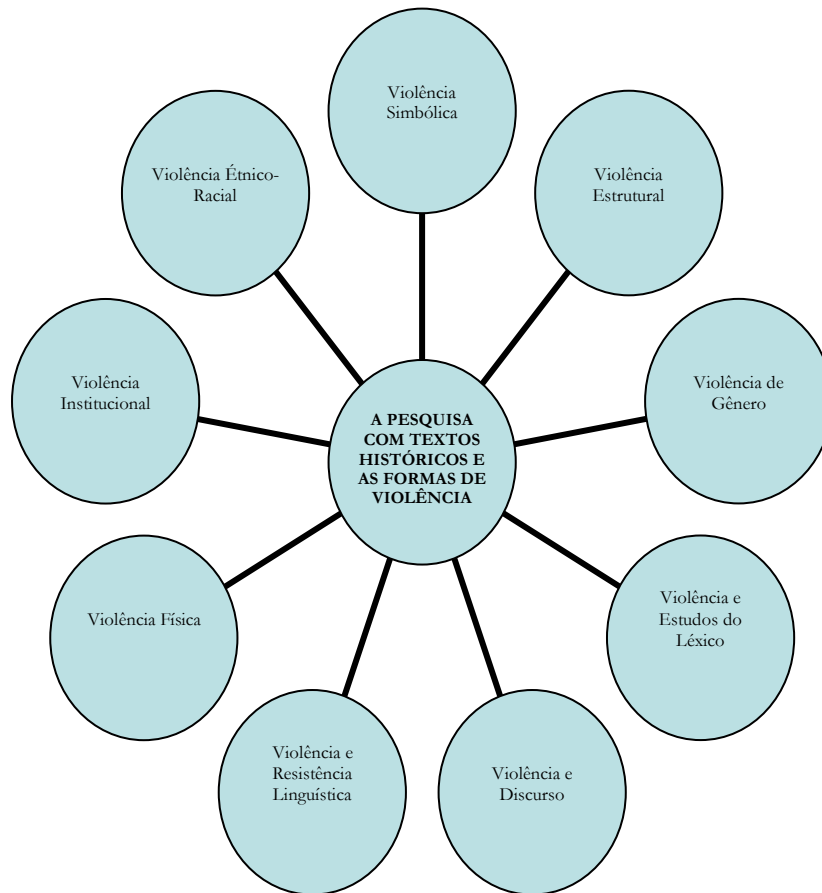 Violência
Simbólica
Violência
Estrutural
Violência de
Gênero
Violência e
Estudos do
Léxico
Violência e
Discurso
Violência e
Resistência
Linguística
Violência Física
Violência
Institucional
Violência Étnico-
Racial
A PESQUISA
COM TEXTOS
HISTÓRICOS E
AS FORMAS DE
VIOLÊNCIA